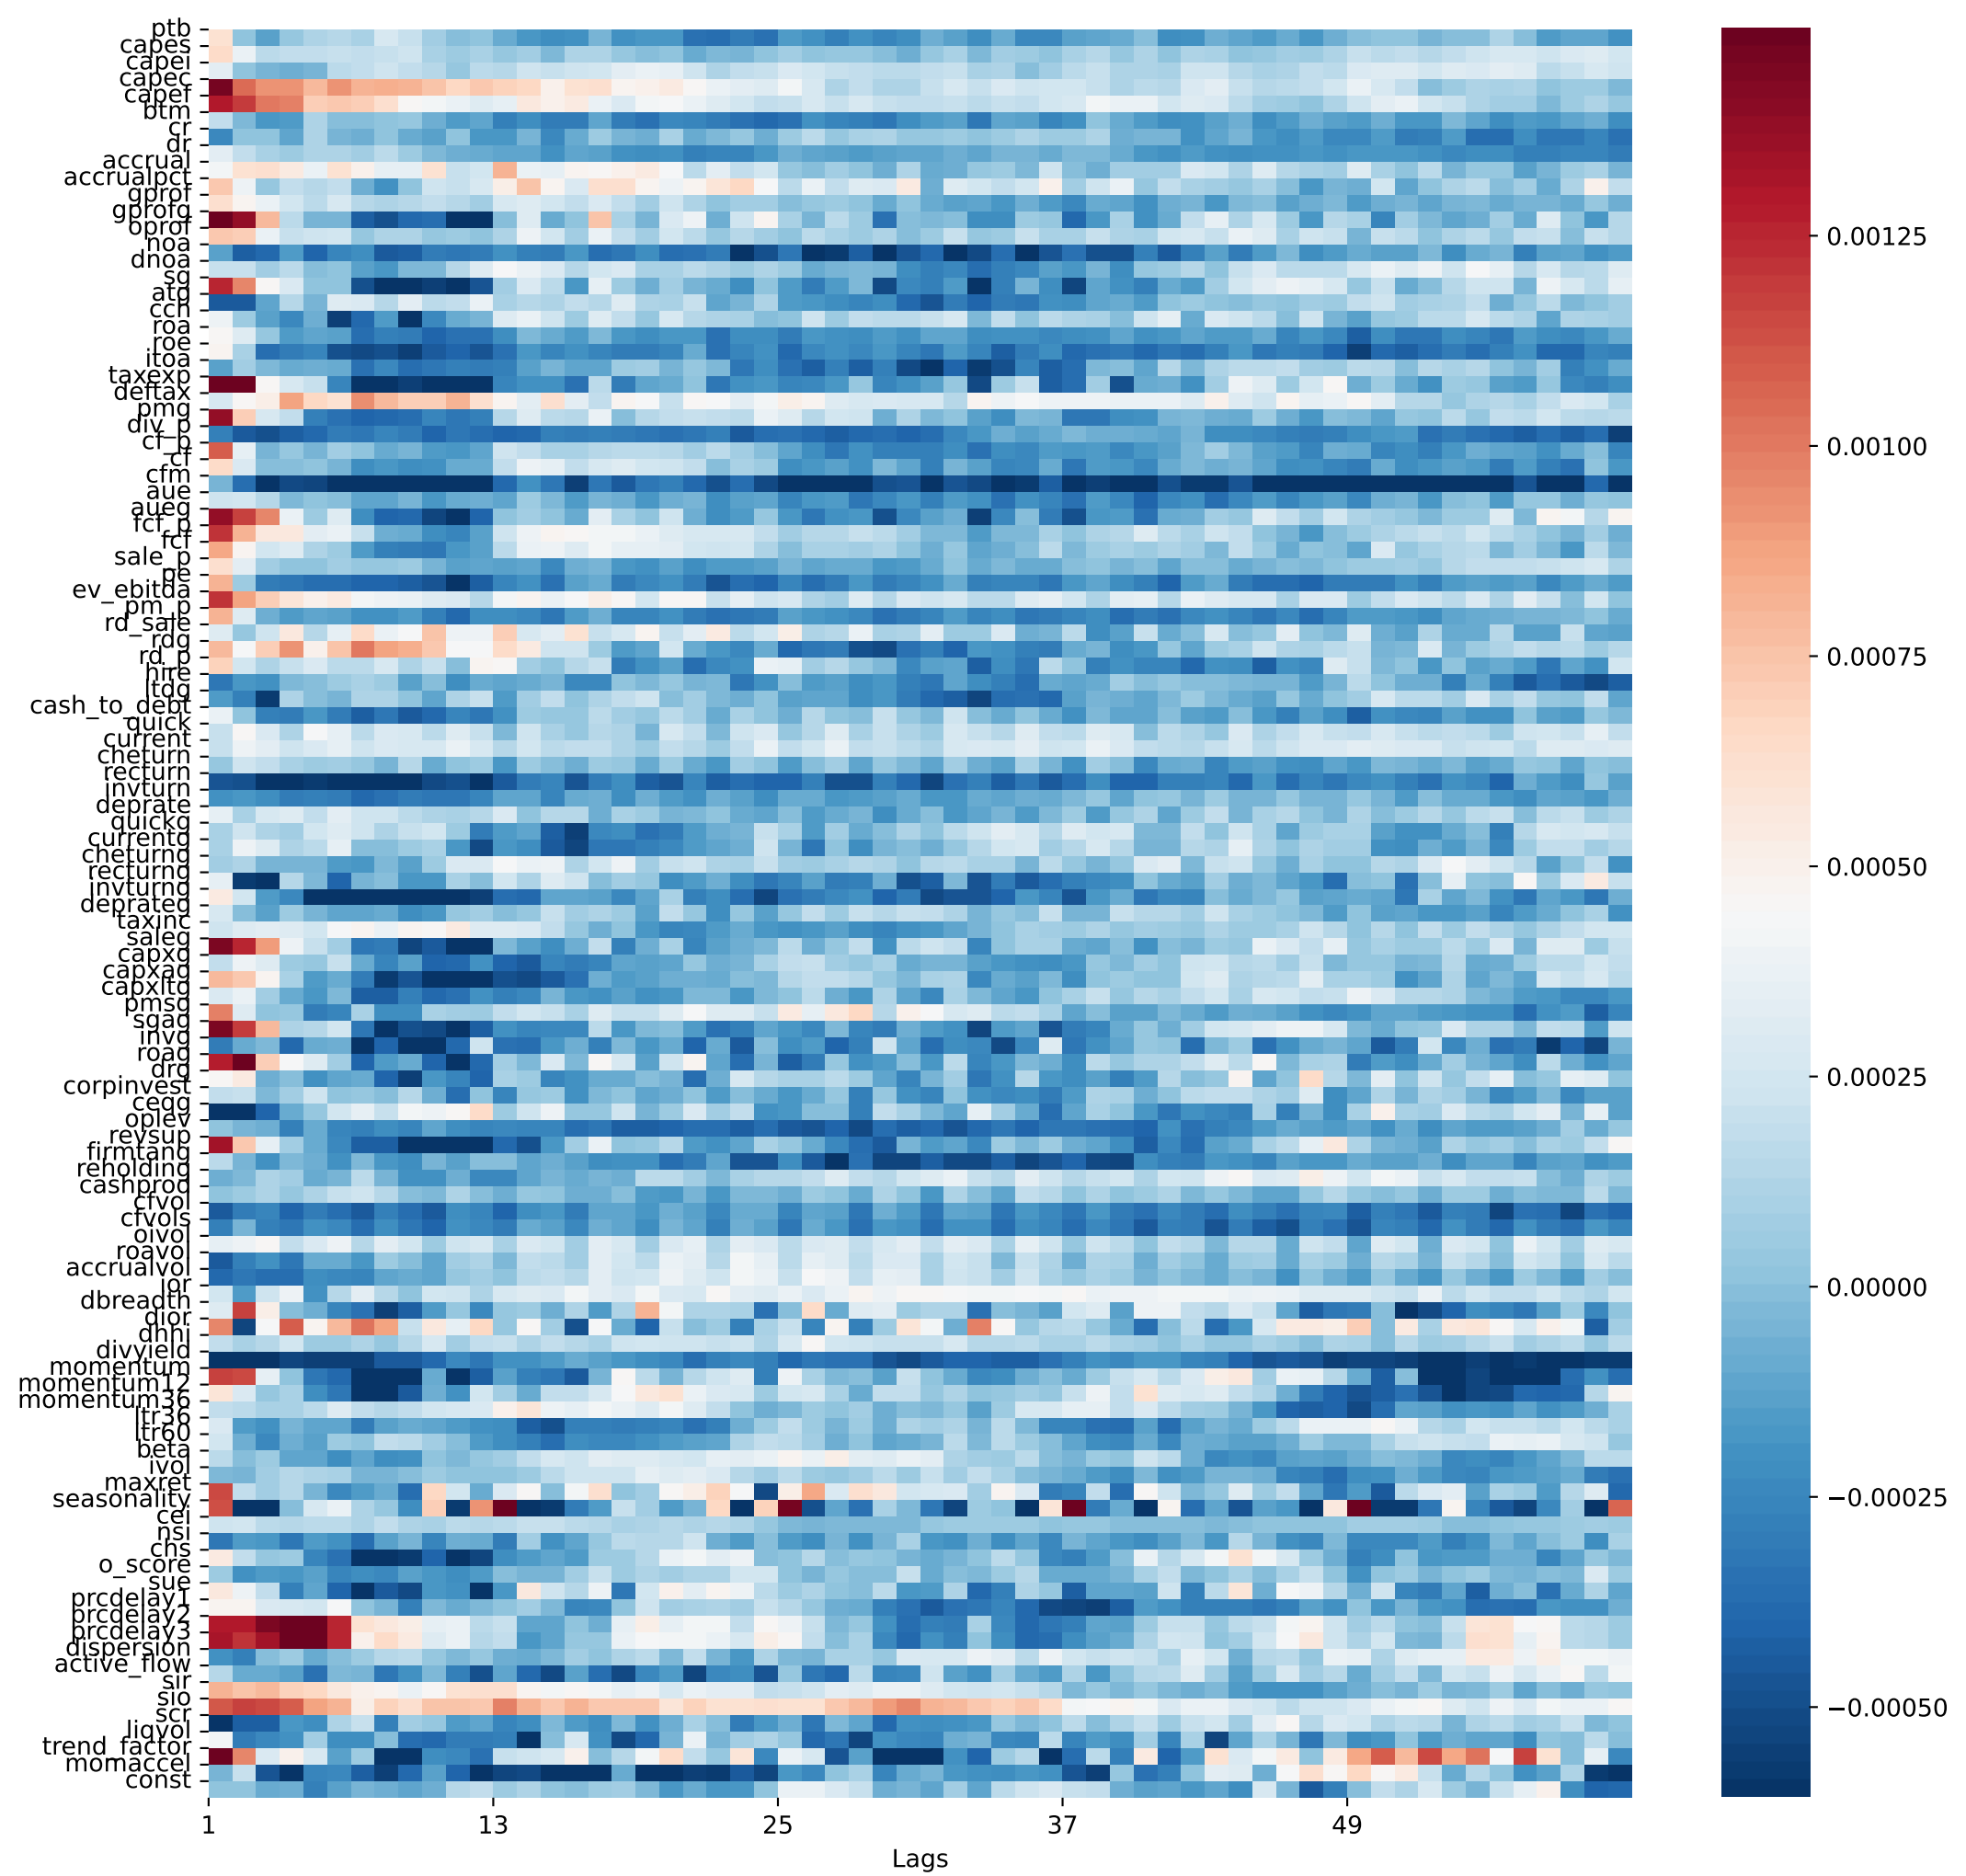 ptb
capes
capei
capec
capef
btm
cr
dr
accrual
accrualpct
gprof
gprofg
oprof
noa
dnoa
sg
atg
ccn
roa
roe
itoa
taxexp
deftax
pmg
div_p
cf_p
cf
cfm
aue
aueg
fcf_p
fcf
sale_p
pe
ev_ebitda
pm_p
rd_sale
rdg
rd_p
hire
ltdg
cash_to_debt
quick
current
cheturn
recturn
invturn
deprate
quickg
currentg
cheturng
recturng
invturng
deprateg
taxinc
saleg
capxg
capxag
capxltg
pmsg
sgag
invg
roag
drg
corpinvest
ceqg
oplev
revsup
firmtang
reholding
cashprod
cfvol
cfvols
oivol
roavol
accrualvol
ior
dbreadth
dior
dhhi
divyield
momentum
momentum12
momentum36
ltr36
ltr60
beta
ivol
maxret
seasonality
cei
nsi
chs
o_score
sue
prcdelay1
prcdelay2
prcdelay3
dispersion
active_flow
sir
sio
scr
liqvol
trend_factor
momaccel
const
1 13 25 37 49
Lags
0.00125
0.00100
0.00075
0.00050
0.00025
0.00000
−0.00025
−0.00050